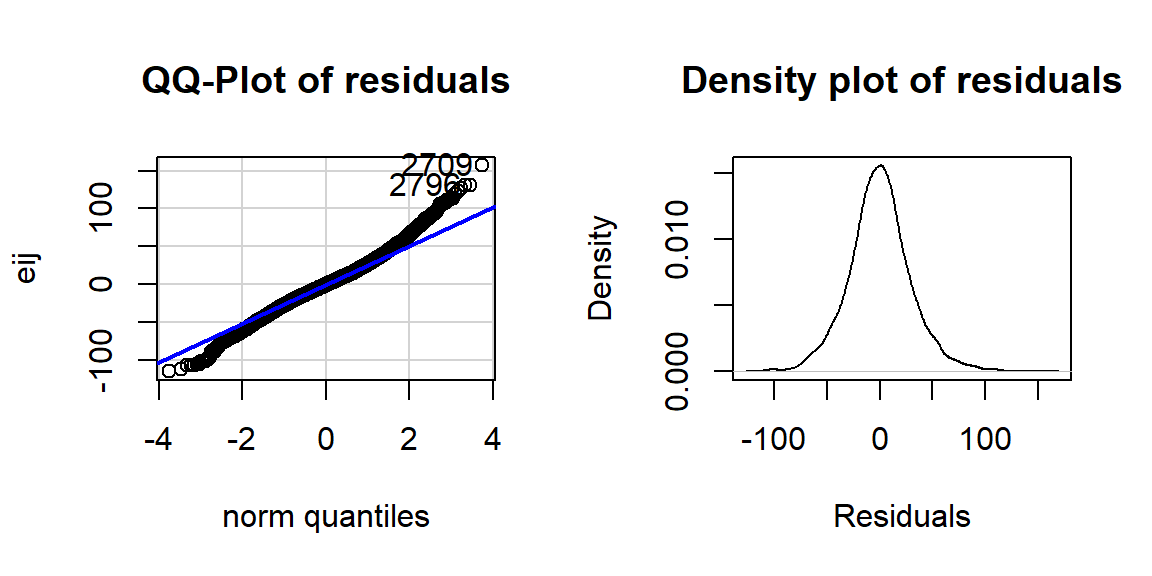 QQ-Plot of residuals
2709
2796
eij
-100
0
100
-4
-2
0
2
4
norm quantiles
Density plot of residuals
Density
0.000
0.010
-100
0
100
Residuals